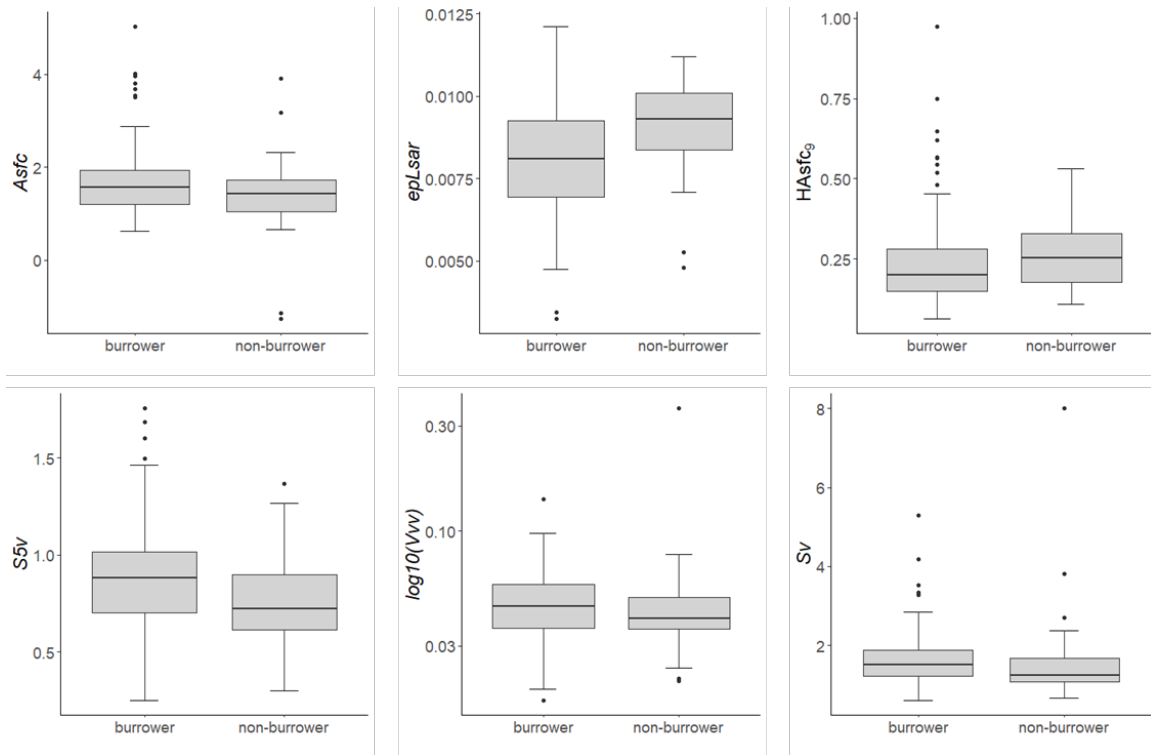 Asfc
4
2
0
burrower non-burrower
epLsar
0.0125
0.0100
0.0075
0.0050
burrower non-burrower
HAsfc₉
1.00
0.75
0.50
0.25
burrower non-burrower
S5v
1.5
1.0
0.5
burrower non-burrower
log10(Vvv)
0.30
0.10
0.03
burrower non-burrower
Sv
8
6
4
2
burrower non-burrower